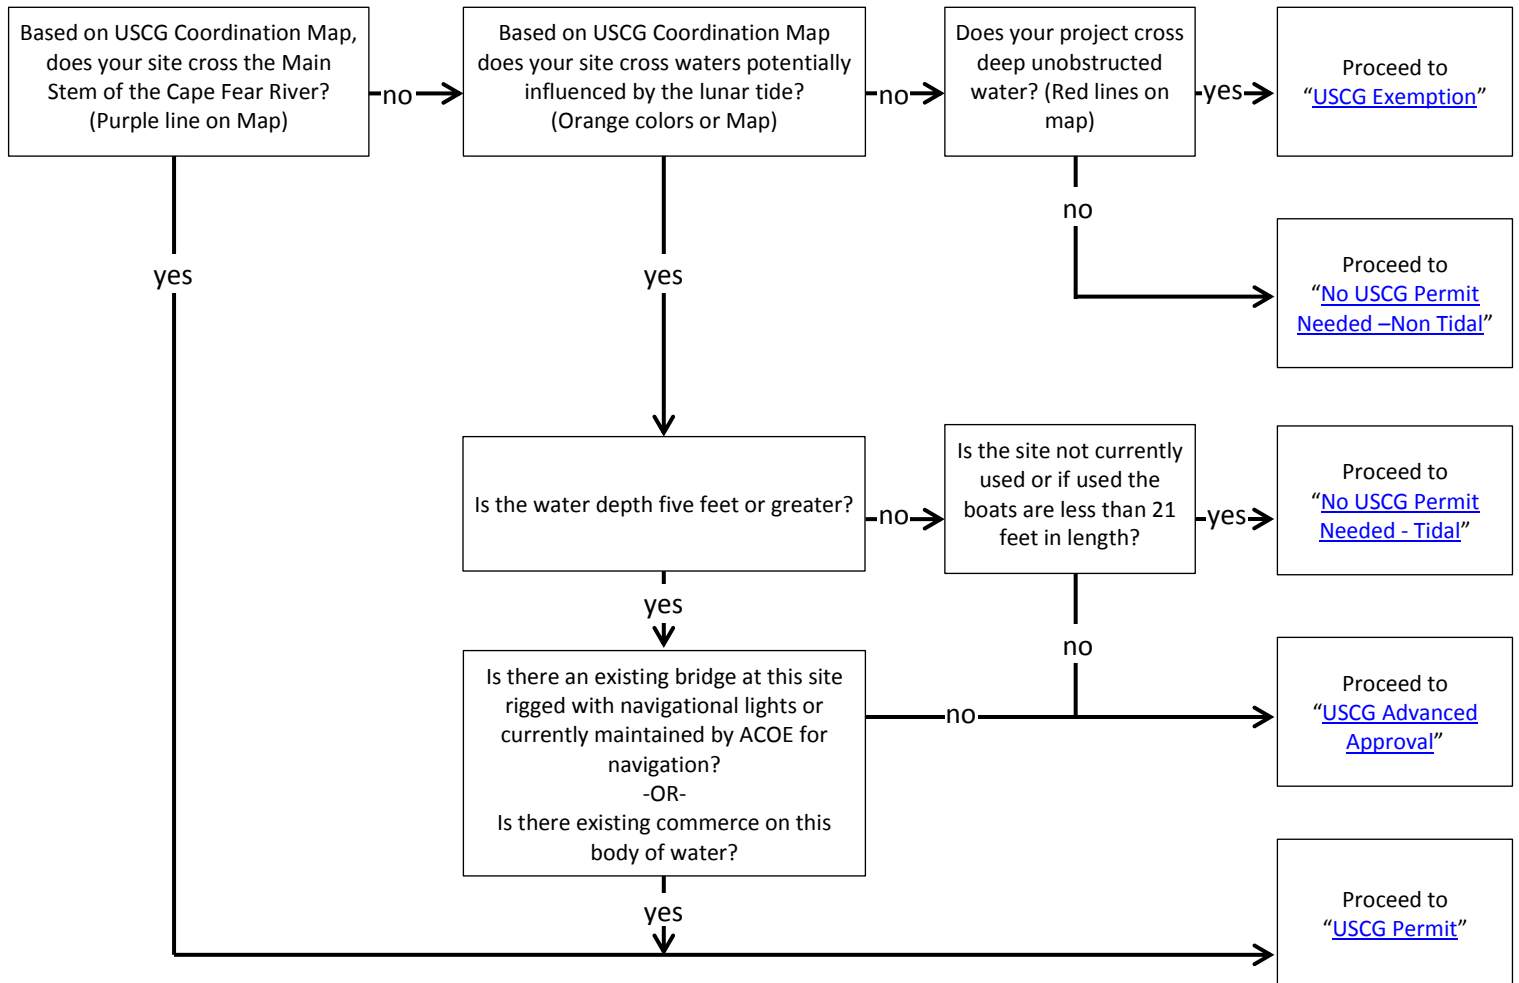 Based on USCG Coordination Map,
does your site cross the Main
Stem of the Cape Fear River?
(Purple line on Map)
no
Based on USCG Coordination Map
does your site cross waters potentially
influenced by the lunar tide?
(Orange colors or Map)
no
Does your project cross
deep unobstructed
water? (Red lines on
map)
yes
Proceed to
“USCG Exemption”
no
yes
yes
Proceed to
“No USCG Permit
Needed –Non Tidal”
Is the water depth five feet or greater?
no
Is the site not currently
used or if used the
boats are less than 21
feet in length?
yes
Proceed to
“No USCG Permit
Needed - Tidal”
yes
no
Is there an existing bridge at this site
rigged with navigational lights or
currently maintained by ACOE for
navigation?
-OR-
Is there existing commerce on this
body of water?
no
Proceed to
“USCG Advanced
Approval”
yes
Proceed to
“USCG Permit”